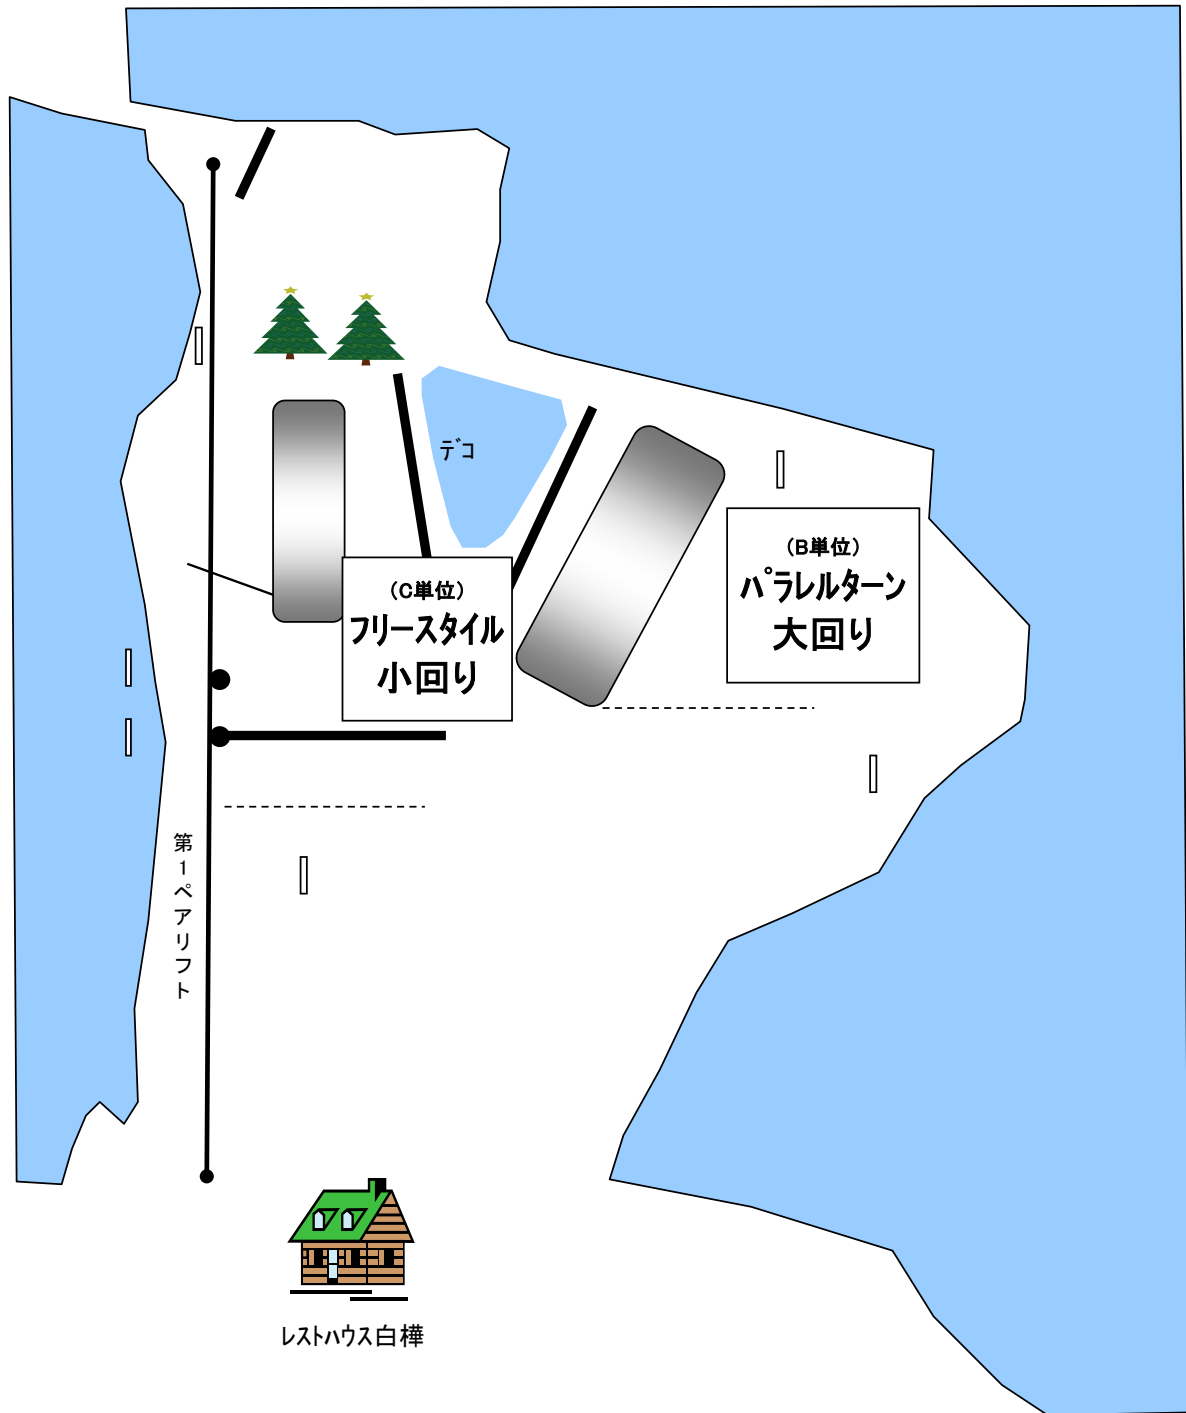 デコ
（B単位）
パラレルターン
大回り
（C単位）
フリースタイル
小回り
第1ペアリフト
レストハウス白樺